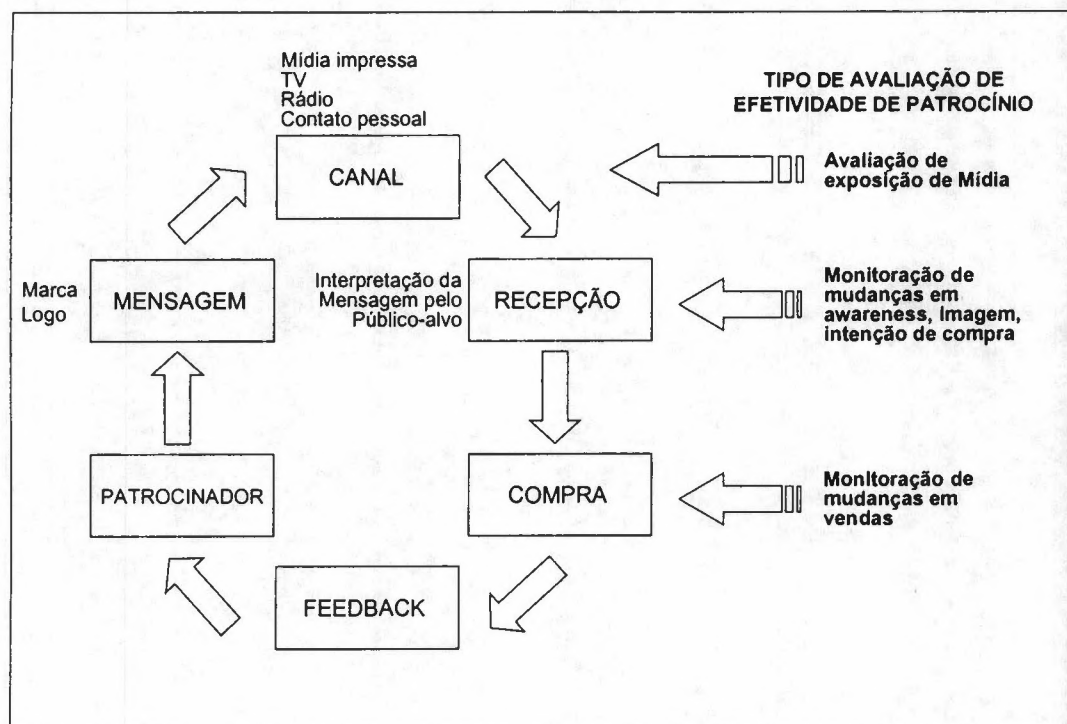 Mídia impressa
TV
Rádio
Contato pessoal
TIPO DE AVALIAÇÃO DE
EFETIVIDADE DE PATROCÍNIO
CANAL
Avaliação de
exposição de Mídia
Marca
Logo
MENSAGEM
Interpretação da
Mensagem pelo
Público-alvo
RECEPÇÃO
Monitoração de
mudanças em
awareness, Imagem,
intenção de compra
PATROCINADOR
COMPRA
Monitoração de
mudanças em
vendas
FEEDBACK